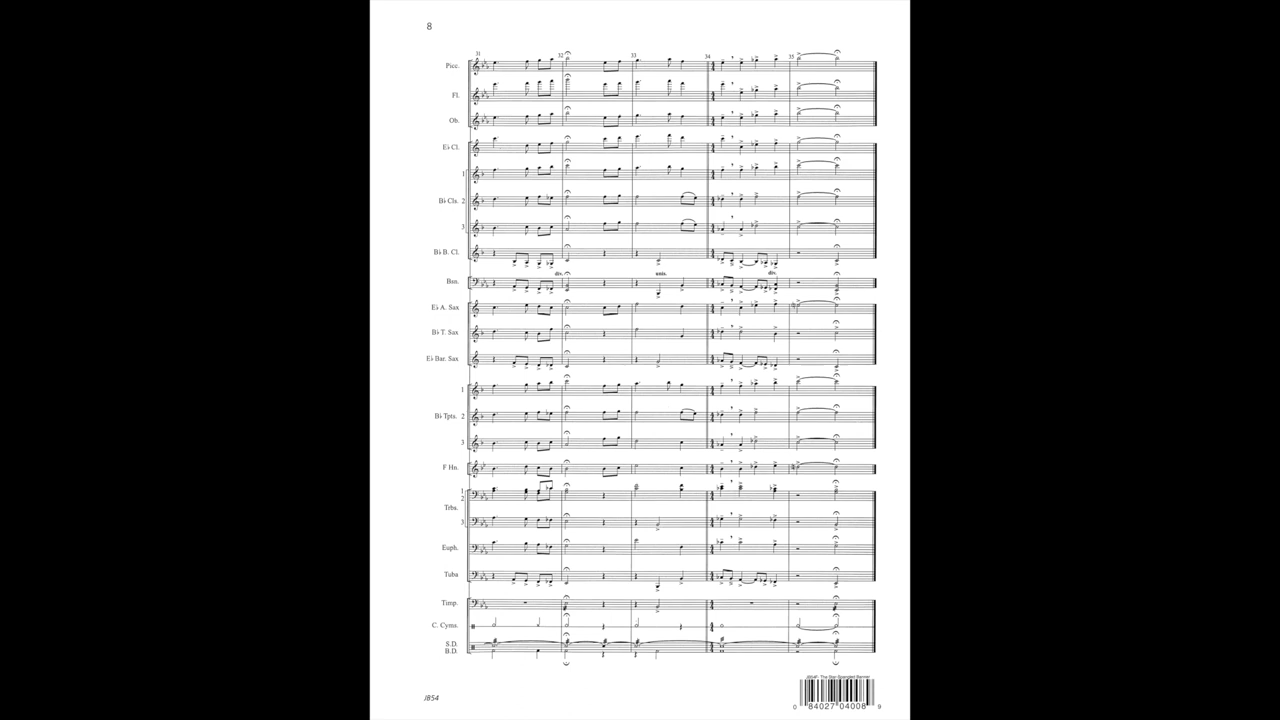 8
31 32 33 34 35
Picc.
Fl.
Ob.
E♭ Cl.
1
B♭ Cls. 2
3
B♭ B. Cl.
div. unis. div.
Bsn.
E♭ A. Sax
B♭ T. Sax
E♭ Bar. Sax
1
B♭ Tpts. 2
3
F Hn.
1
2
Trbs.
3
Euph.
Tuba
Timp.
C. Cyms.
S.D.
B.D.
JB54F- The Star Spangled Banner
JB54
0 84027 04006 9